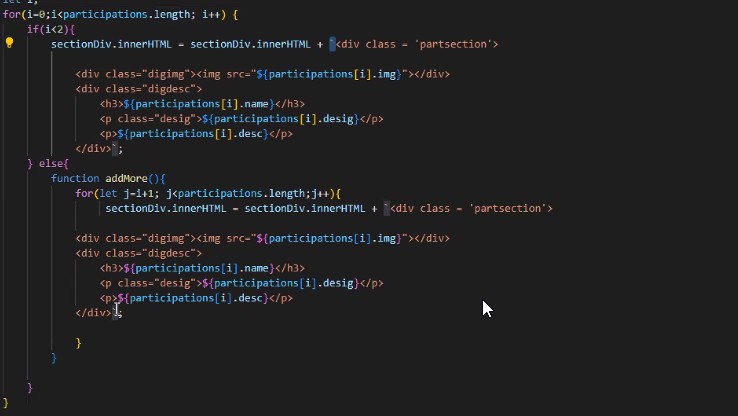 let i;
for(i=0;i<participations.length; i++) {
if(i<2){
sectionDiv.innerHTML = sectionDiv.innerHTML + `<div class = 'partsection'>
<div class="digimg"><img src="${participations[i].img}"></div>
<div class="digdesc">
<h3>${participations[i].name}</h3>
<p class="desig">${participations[i].desig}</p>
<p>${participations[i].desc}</p>
</div>`;
} else{
function addMore(){
for(let j=i+1; j<participations.length;j++){
sectionDiv.innerHTML = sectionDiv.innerHTML + `<div class = 'partsection'>
<div class="digimg"><img src="${participations[i].img}"></div>
<div class="digdesc">
<h3>${participations[i].name}</h3>
<p class="desig">${participations[i].desig}</p>
<p>${participations[i].desc}</p>
</div>`;
}
}
}
}